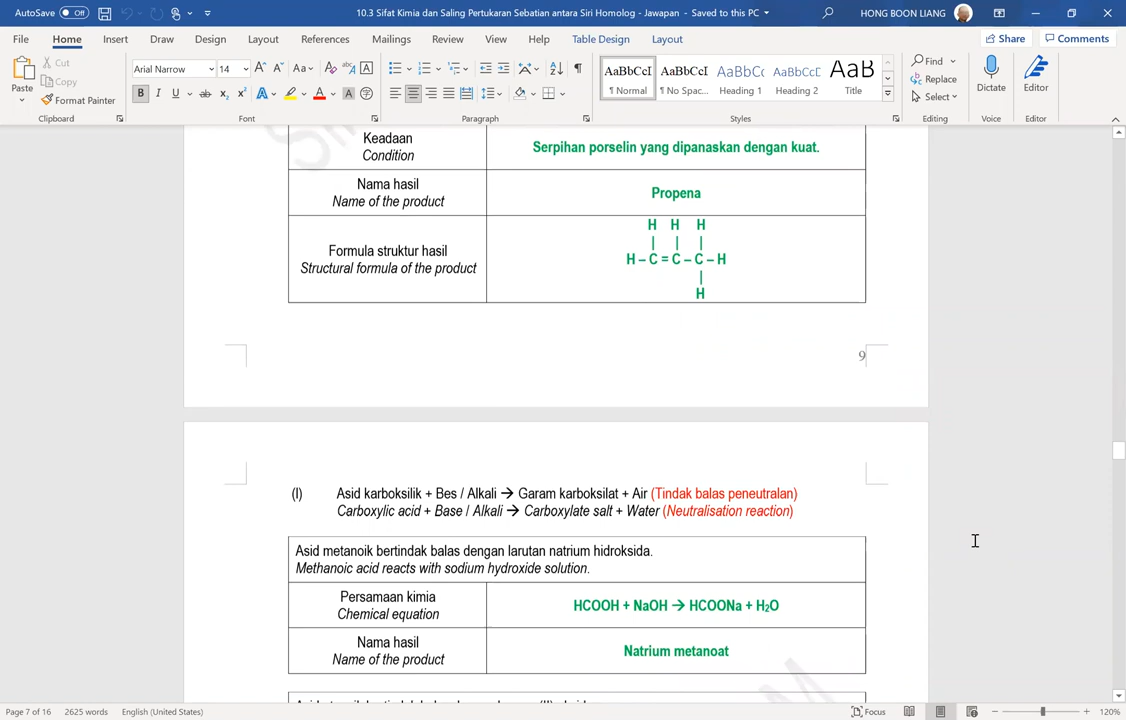 AutoSave Off 10.3 Sifat Kimia dan Saling Pertukaran Sebatian antara Siri Homolog - Jawapan - Saved to this PC HONG BOON LIANG
File Home Insert Draw Design Layout References Mailings Review View Help Table Design Layout Share Comments
Paste Cut Copy Format Painter
Arial Narrow 14 Aa
B I U ab x₂ x² A A A
AaBbCcI AaBbCcI AaBbCc AaBbCcD AaB
¶ Normal ¶ No Spac... Heading 1 Heading 2 Title
Find Replace Select Dictate Editor
Clipboard Font Paragraph Styles Editing Voice Editor
Keadaan
Condition
Serpihan porselin yang dipanaskan dengan kuat.
Nama hasil
Name of the product
Propena
Formula struktur hasil
Structural formula of the product
H H H
| | |
H – C = C – C – H
|
H
9
(I) Asid karboksilik + Bes / Alkali → Garam karboksilat + Air (Tindak balas peneutralan)
Carboxylic acid + Base / Alkali → Carboxylate salt + Water (Neutralisation reaction)
Asid metanoik bertindak balas dengan larutan natrium hidroksida.
Methanoic acid reacts with sodium hydroxide solution.
Persamaan kimia
Chemical equation
HCOOH + NaOH → HCOONa + H₂O
Nama hasil
Name of the product
Natrium metanoat
Page 7 of 16 2625 words English (United States) Focus 120%